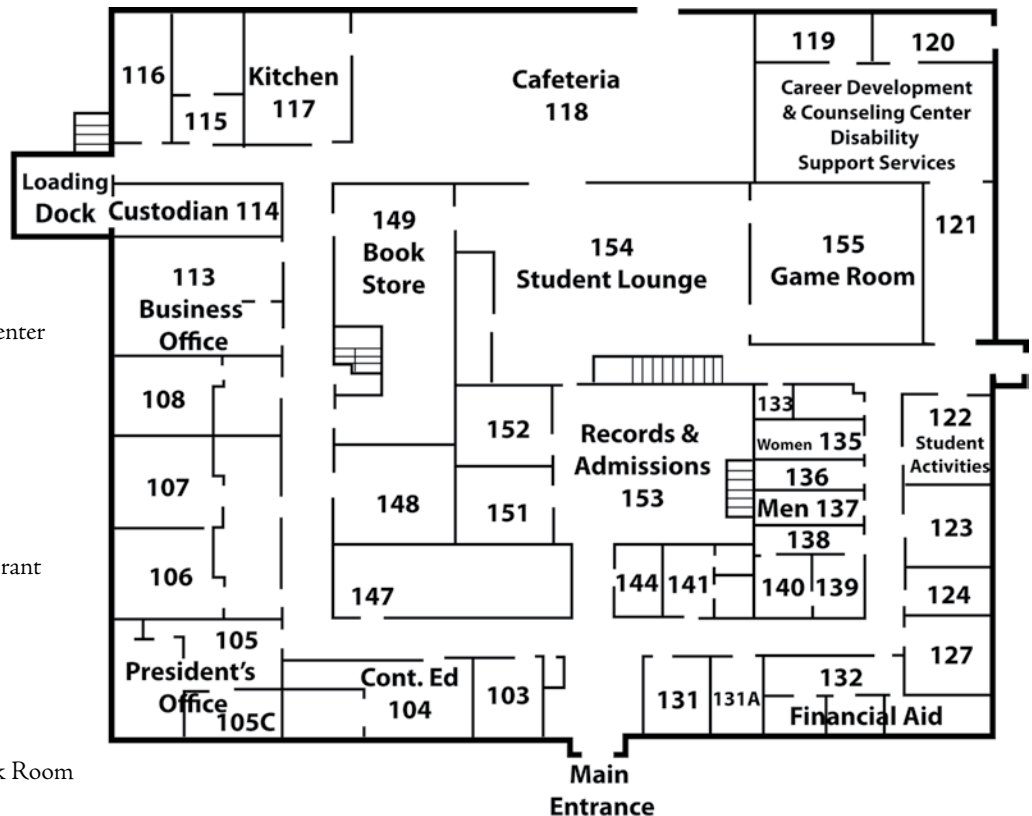 116
Kitchen
117
115
Cafeteria
118
119
120
Career Development
& Counseling Center
Disability
Support Services
Loading
Dock
Custodian 114
149
Book
Store
154
Student Lounge
155
Game Room
121
113
Business
Office
enter
108
152
Records &
Admissions
153
133
Women 135
136
Men 137
138
122
Student
Activities
107
148
151
123
106
rant
147
144
141
140
139
124
105
President's
Office
105C
Cont. Ed
104
103
131
131A
132
Financial Aid
127
k Room
Main
Entrance